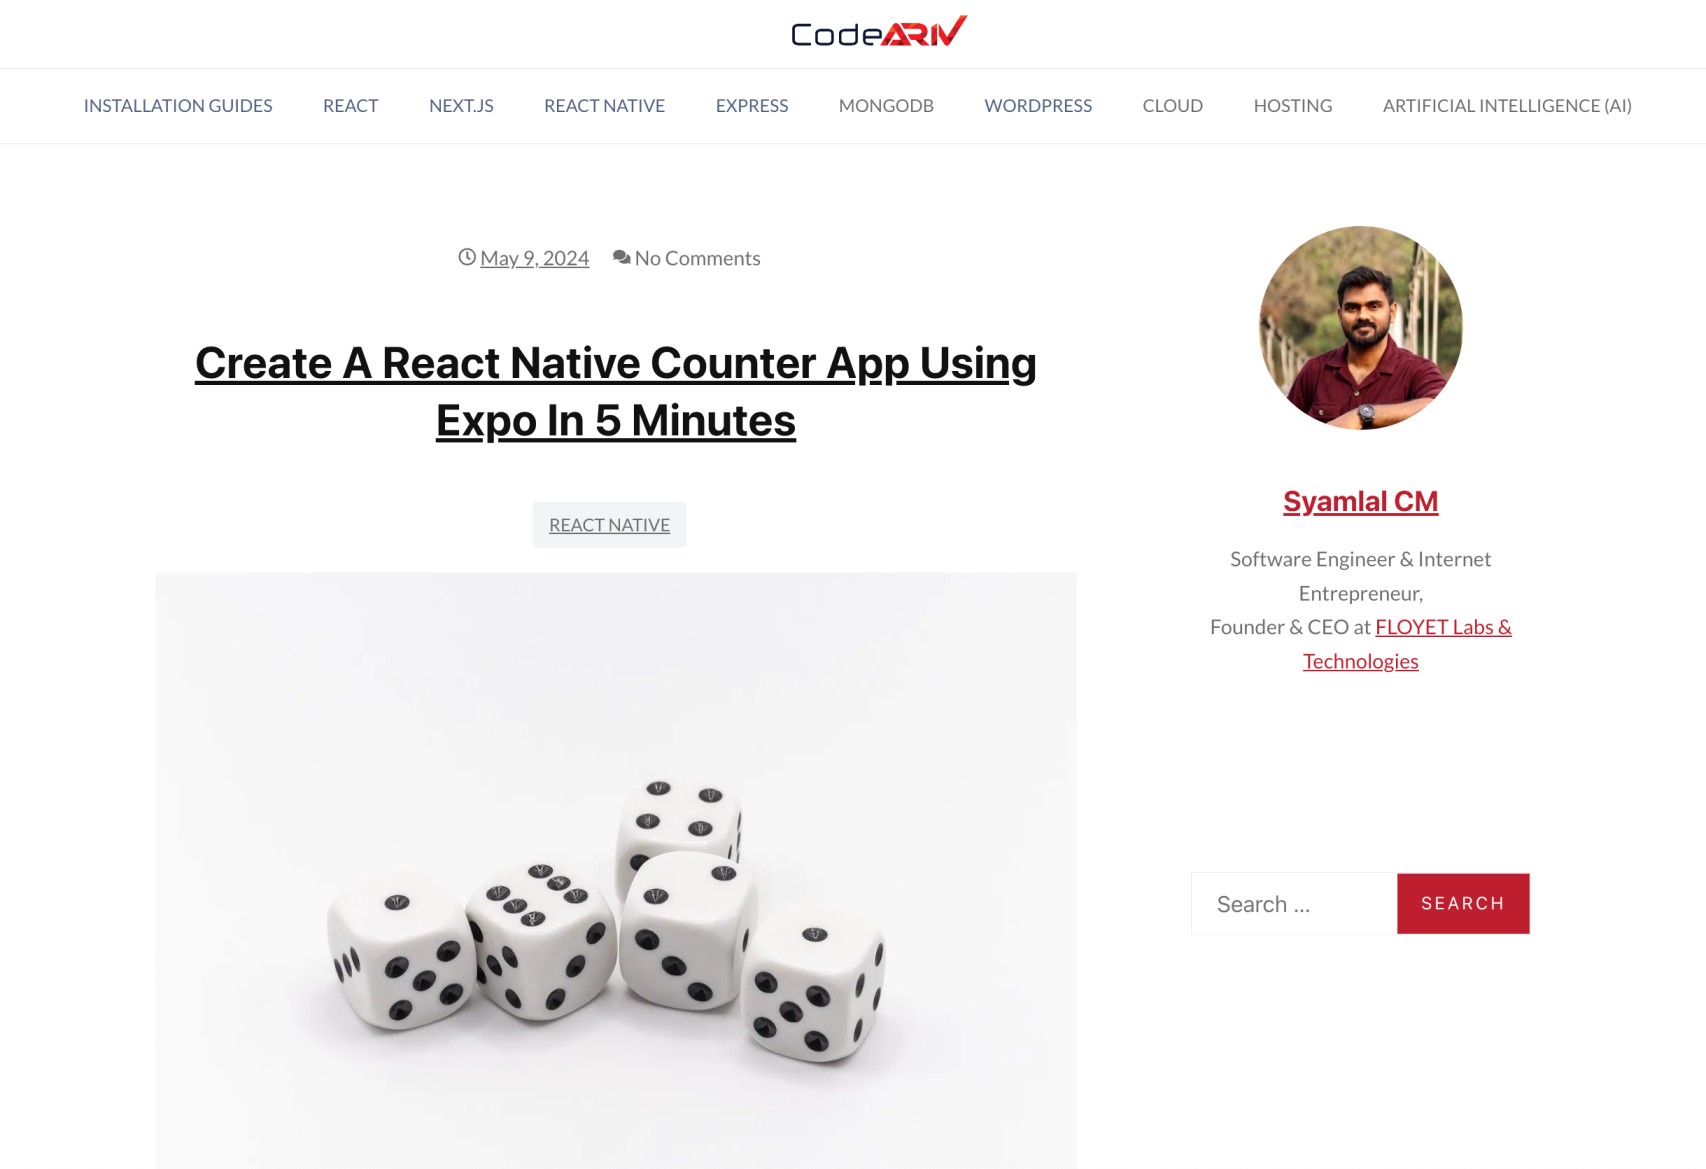 CodeARIV
INSTALLATION GUIDES REACT NEXT.JS REACT NATIVE EXPRESS MONGODB WORDPRESS CLOUD HOSTING ARTIFICIAL INTELLIGENCE (AI)
May 9, 2024 No Comments
Create A React Native Counter App Using
Expo In 5 Minutes
REACT NATIVE
Syamlal CM
Software Engineer & Internet
Entrepreneur,
Founder & CEO at FLOYET Labs &
Technologies
Search ... SEARCH